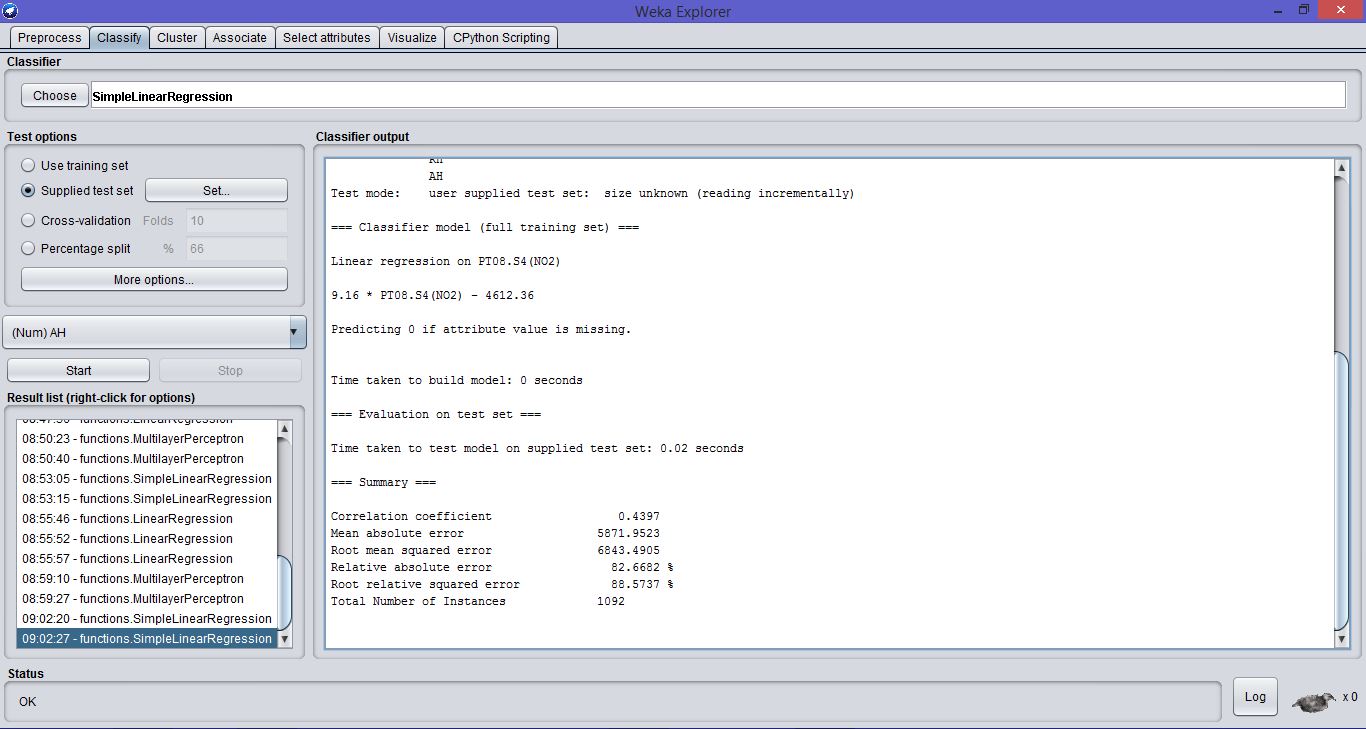 Weka Explorer
Preprocess Classify Cluster Associate Select attributes Visualize CPython Scripting
Classifier
Choose SimpleLinearRegression
Test options
Use training set
Supplied test set Set...
Cross-validation Folds 10
Percentage split % 66
More options...
(Num) AH
Start Stop
Result list (right-click for options)
08:47:30 - functions.LinearRegression
08:50:23 - functions.MultilayerPerceptron
08:50:40 - functions.MultilayerPerceptron
08:53:05 - functions.SimpleLinearRegression
08:53:15 - functions.SimpleLinearRegression
08:55:46 - functions.LinearRegression
08:55:52 - functions.LinearRegression
08:55:57 - functions.LinearRegression
08:59:10 - functions.MultilayerPerceptron
08:59:27 - functions.MultilayerPerceptron
09:02:20 - functions.SimpleLinearRegression
09:02:27 - functions.SimpleLinearRegression
Classifier output
RH
AH
Test mode: user supplied test set: size unknown (reading incrementally)
=== Classifier model (full training set) ===
Linear regression on PT08.S4(NO2)
9.16 * PT08.S4(NO2) - 4612.36
Predicting 0 if attribute value is missing.
Time taken to build model: 0 seconds
=== Evaluation on test set ===
Time taken to test model on supplied test set: 0.02 seconds
=== Summary ===
Correlation coefficient 0.4397
Mean absolute error 5871.9523
Root mean squared error 6843.4905
Relative absolute error 82.6682 %
Root relative squared error 88.5737 %
Total Number of Instances 1092
Status
OK
Log x 0